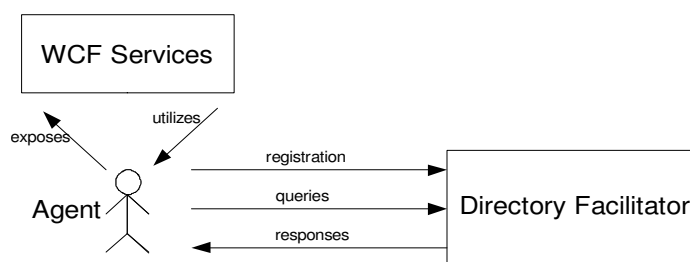 WCF Services
exposes
utilizes
registration
Agent
queries
Directory Facilitator
responses